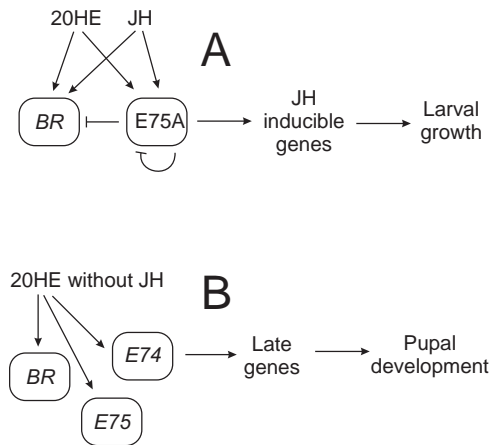 20HE JH
A
BR E75A
JH
inducible
genes
Larval
growth
20HE without JH
B
E74
BR
E75
Late
genes
Pupal
development